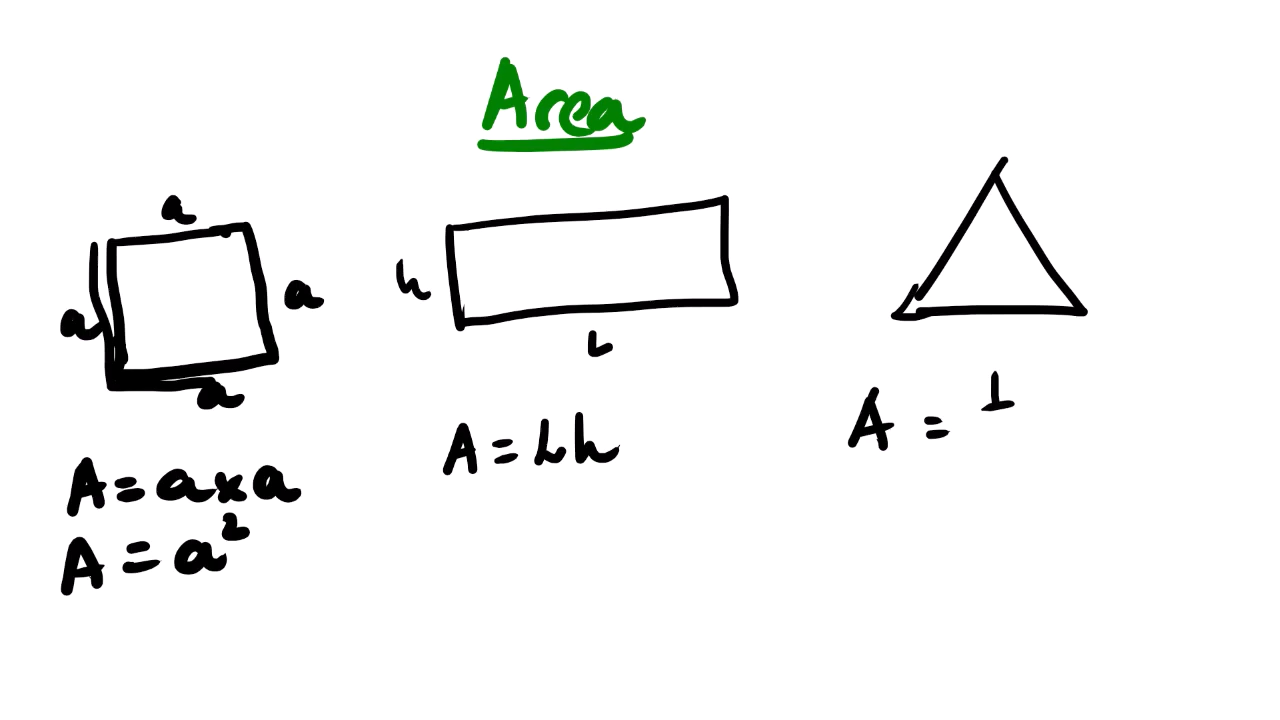 Area
a
a
a
a
A = a x a
A = a²
h
L
A = Lh
A = 1